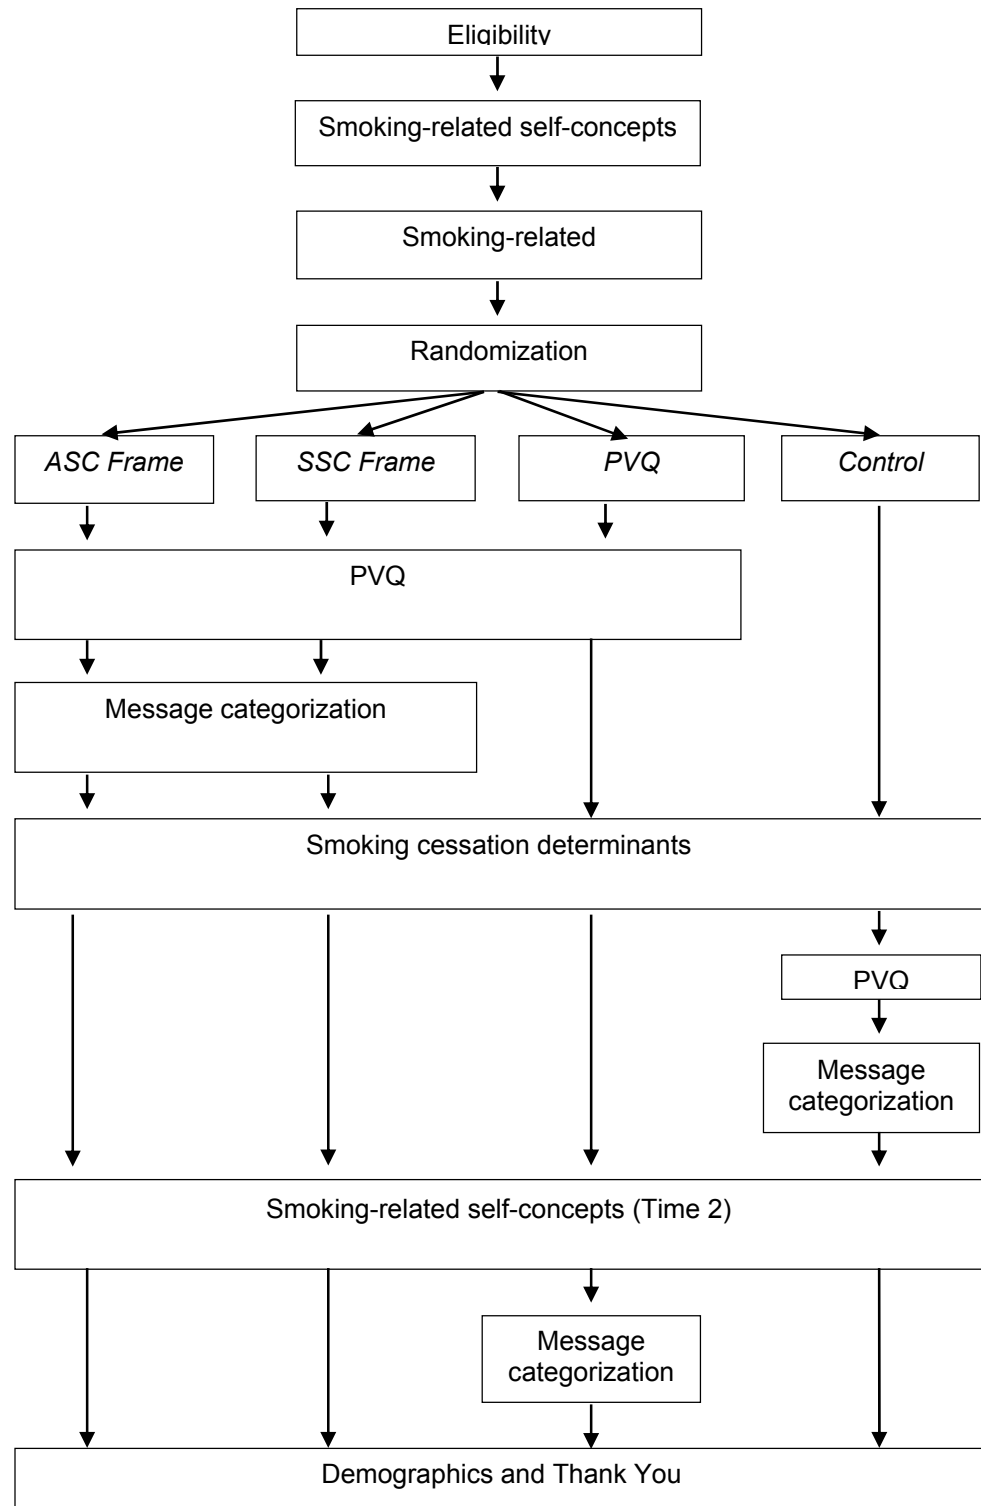 Eligibility
Smoking-related self-concepts
Smoking-related
Randomization
ASC Frame
SSC Frame
PVQ
Control
PVQ
Message categorization
Smoking cessation determinants
PVQ
Message
categorization
Smoking-related self-concepts (Time 2)
Message
categorization
Demographics and Thank You